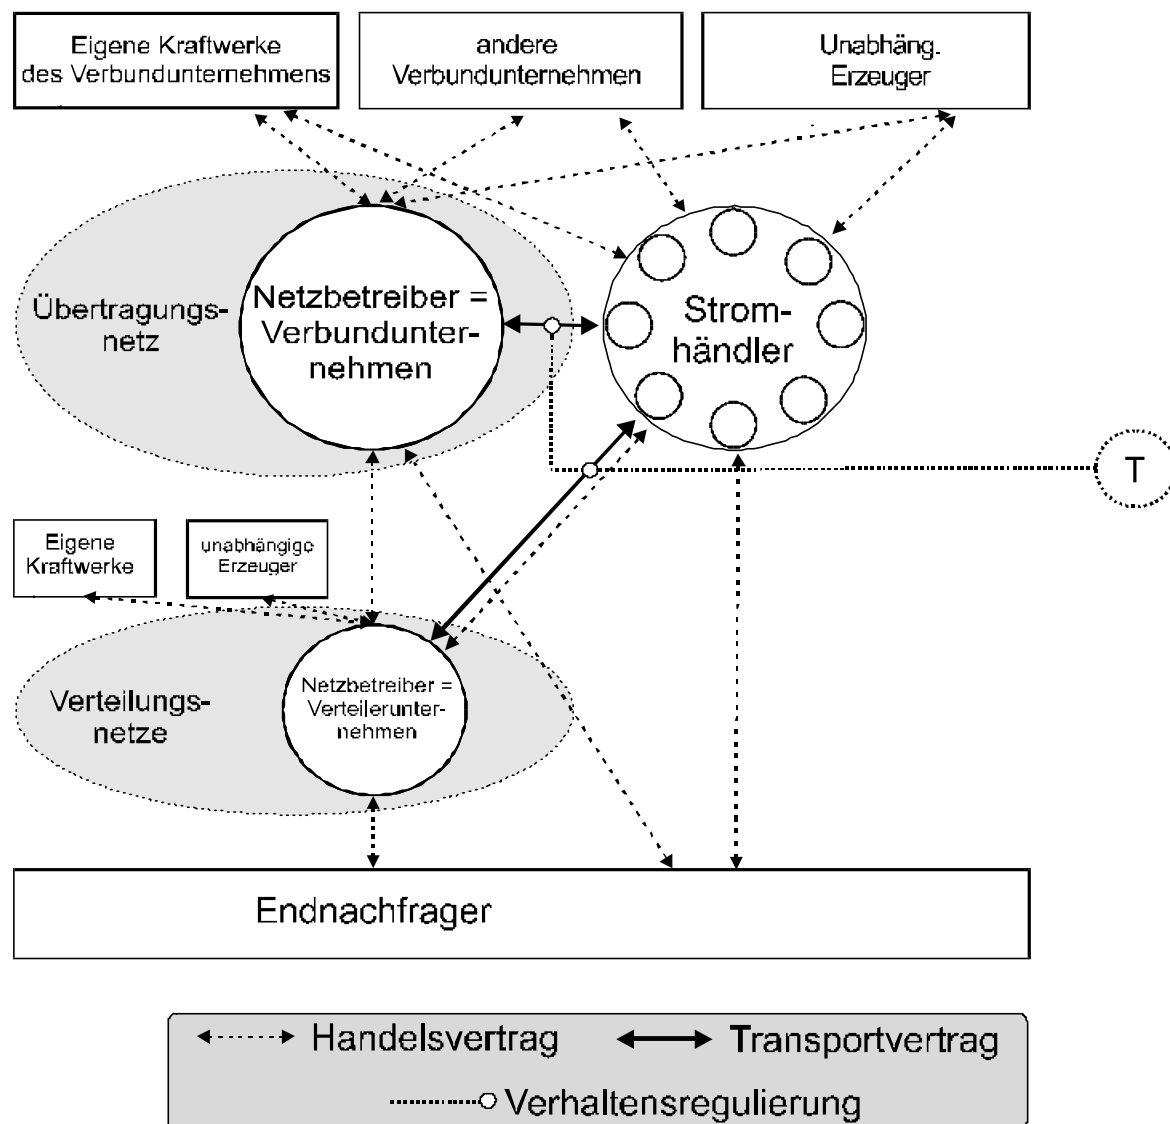 Eigene Kraftwerke
des Verbundunternehmens
andere
Verbundunternehmen
Unabhäng.
Erzeuger
Übertragungs-
netz
Netzbetreiber =
Verbundunter-
nehmen
Strom-
händler
T
Eigene
Kraftwerke
unabhängige
Erzeuger
Verteilungs-
netze
Netzbetreiber =
Verteilerunter-
nehmen
Endnachfrager
Handelsvertrag
Transportvertrag
Verhaltensregulierung